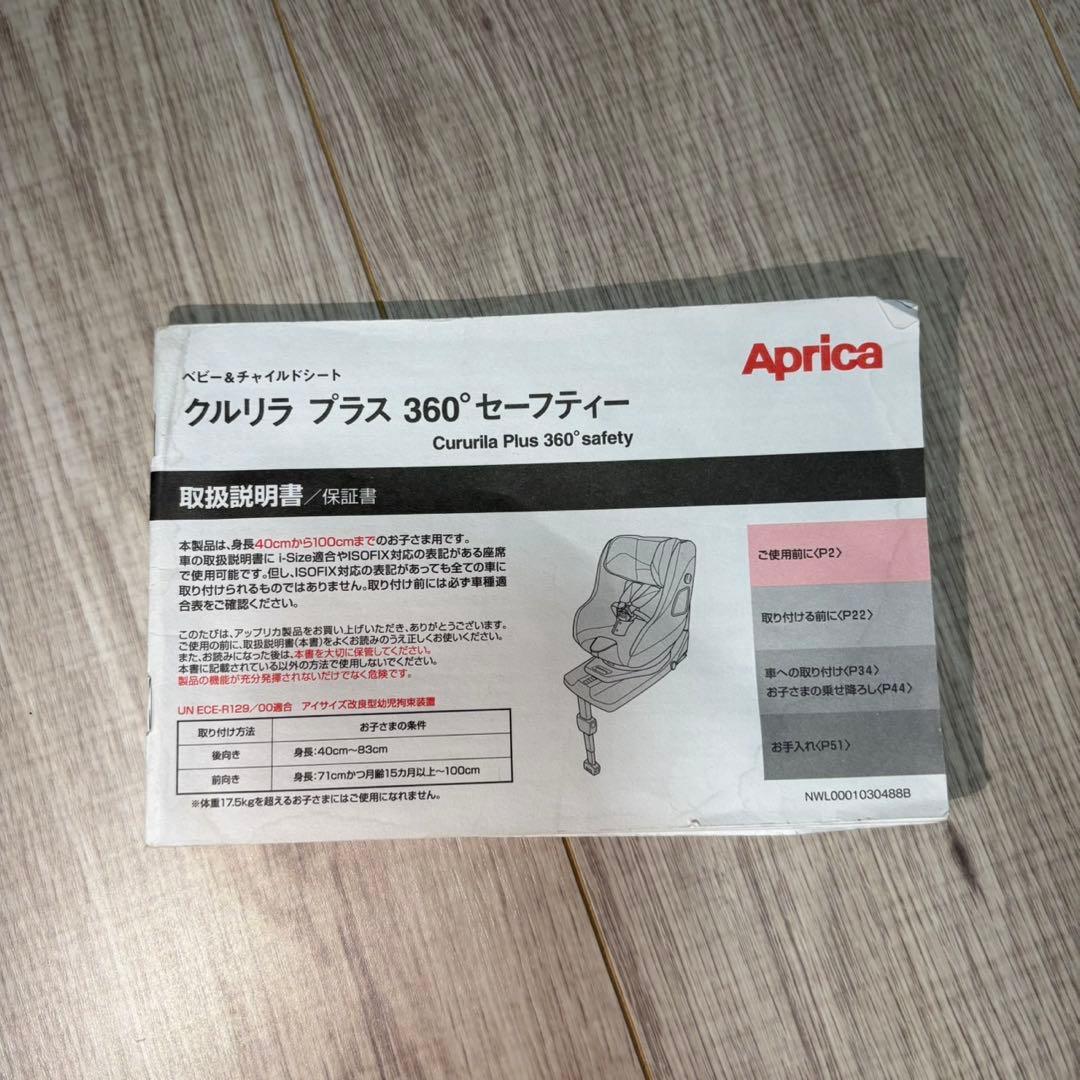 Aprica
ベビー&チャイルドシート
クルリラ プラス 360°セーフティー
Cururila Plus 360°safety
取扱説明書/保証書
本製品は、身長40cmから100cmまでのお子さま用です。
車の取扱説明書に i-Size適合やISOFIX対応の表記がある座席
で使用可能です。但し、ISOFIX対応の表記があっても全ての車に
取り付けられるものではありません。取り付け前には必ず車種適
合表をご確認ください。
このたびは、アップリカ製品をお買い上げいただき、ありがとうございます。
ご使用の前に、取扱説明書(本書)をよくお読みのうえ正しくお使いください。
また、お読みになった後は、本書を大切に保管してください。
本書に記載されている以外の方法で使用しないでください。
製品の機能が充分発揮されないだけでなく危険です。
UN ECE-R129/00適合 アイサイズ改良型幼児拘束装置
取り付け方法 お子さまの条件
後向き 身長:40cm〜83cm
前向き 身長:71cmかつ月齢15カ月以上〜100cm
※体重17.5kgを超えるお子さまにはご使用になれません。
ご使用前に〈P2〉
取り付ける前に〈P22〉
車への取り付け〈P34〉
お子さまの乗せ降ろし〈P44〉
お手入れ〈P51〉
NWL0001030488B